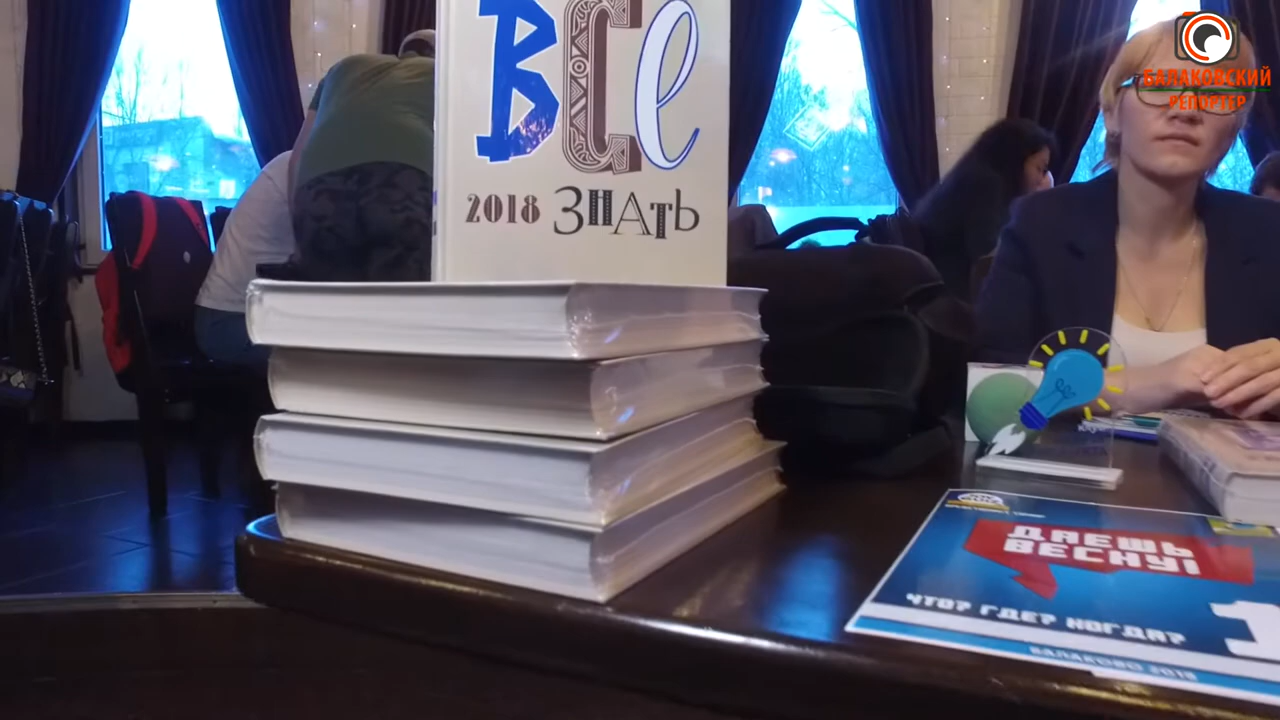 все
2018 знать
БАЛАКОВСКИЙ
РЕПОРТЕР
ДАЕШЬ
ВЕСНУ!
ЧТО? ГДЕ? КОГДА?
1
БАЛАКОВО 2018